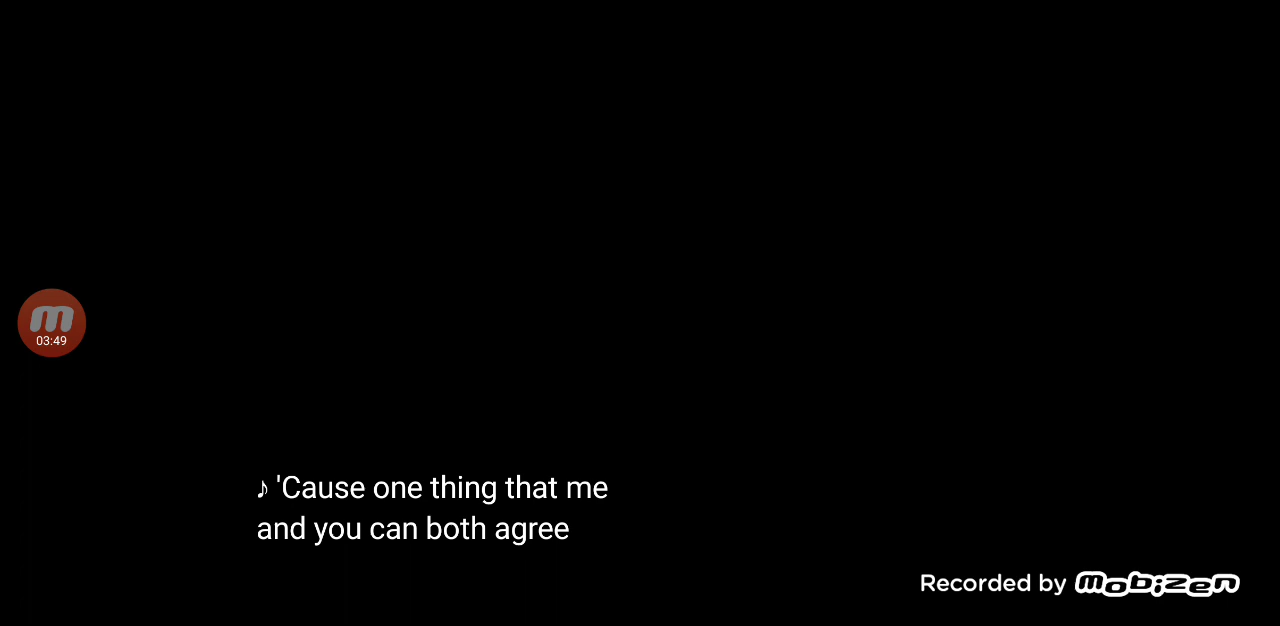 m
03:49
♪ 'Cause one thing that me
and you can both agree
Recorded by mobizen